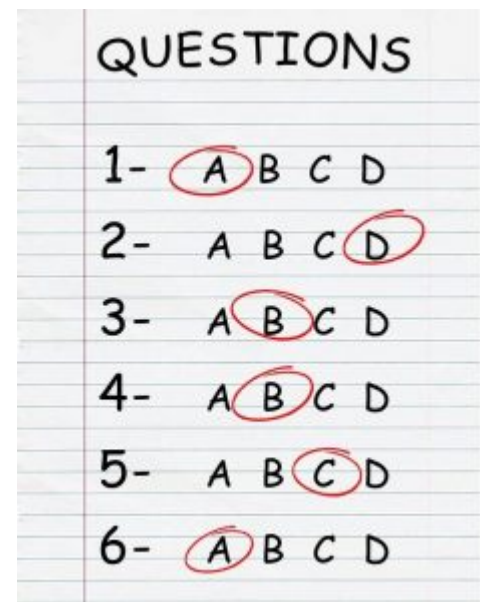 QUESTIONS
1- A B C D
2- A B C D
3- A B C D
4- A B C D
5- A B C D
6- A B C D